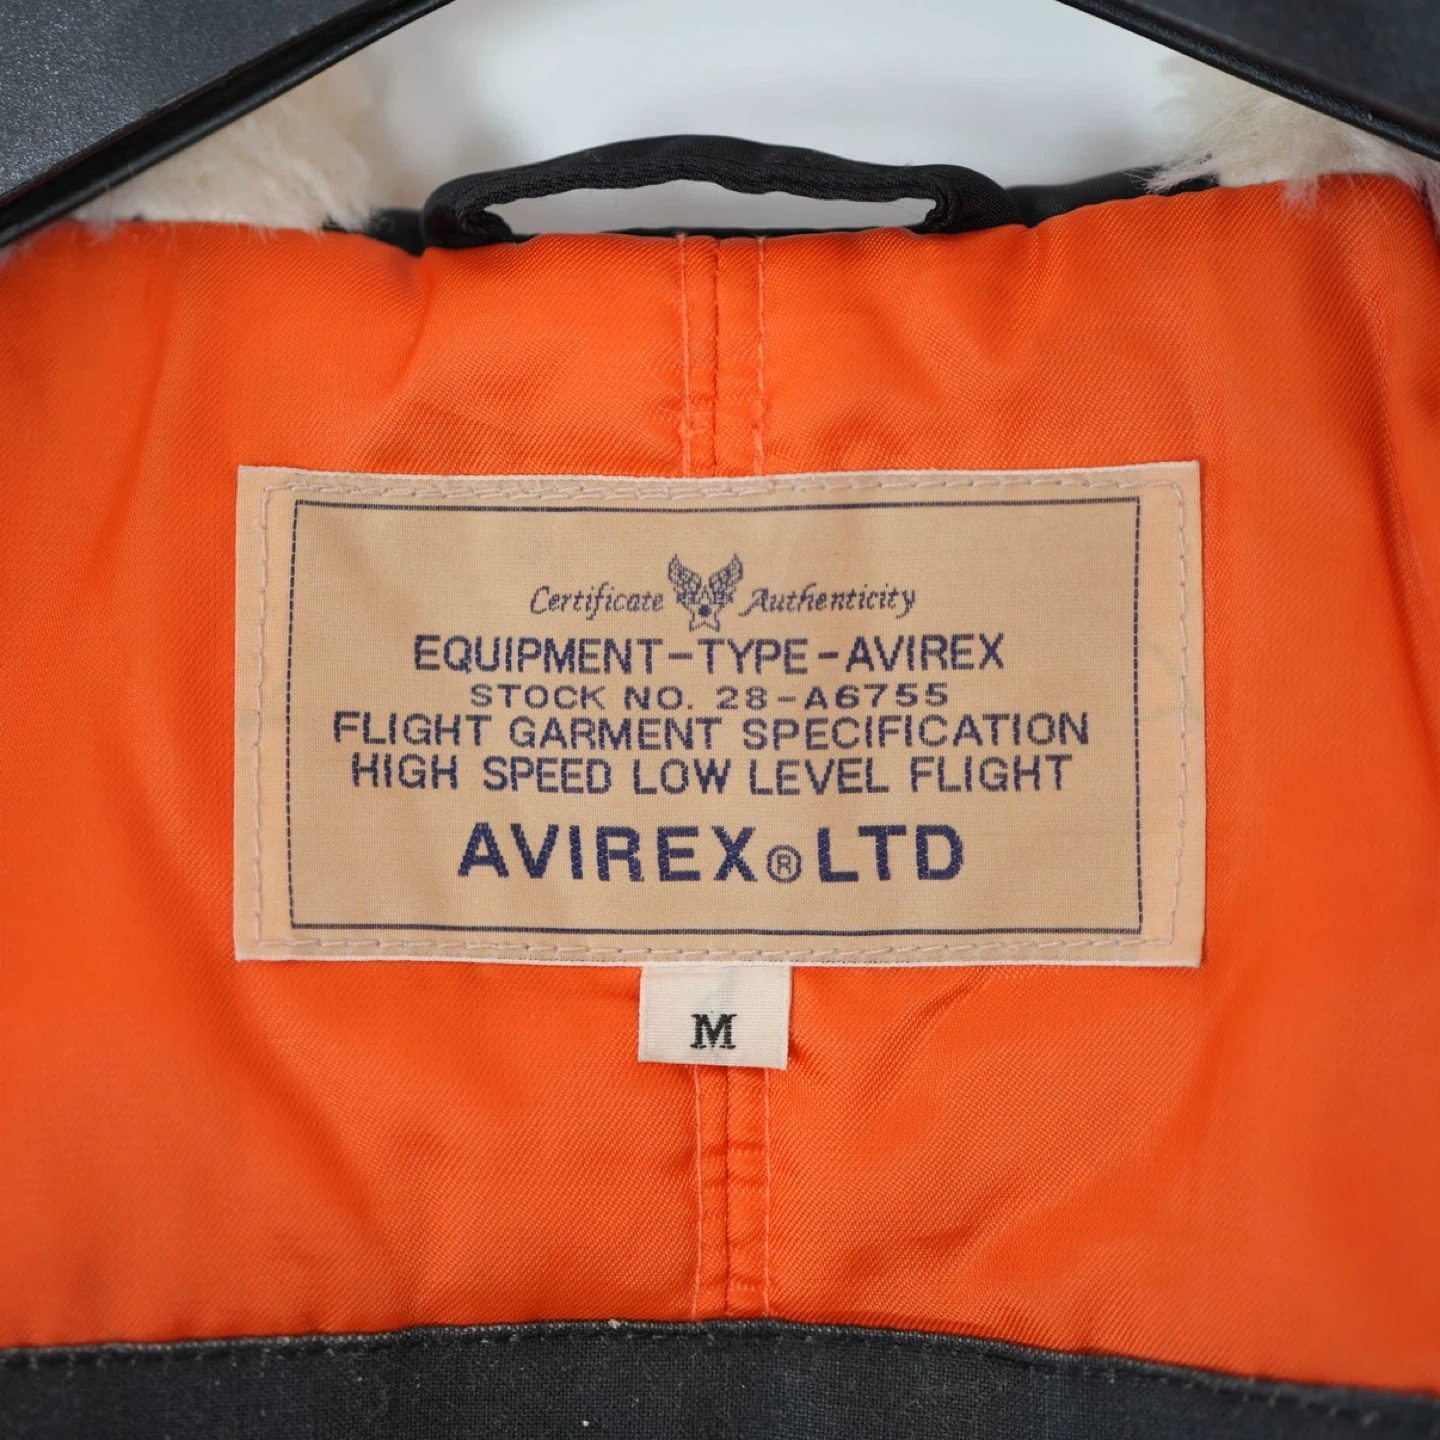 Certificate Authenticity
EQUIPMENT-TYPE-AVIREX
STOCK NO. 28-A6755
FLIGHT GARMENT SPECIFICATION
HIGH SPEED LOW LEVEL FLIGHT
AVIREX® LTD
M